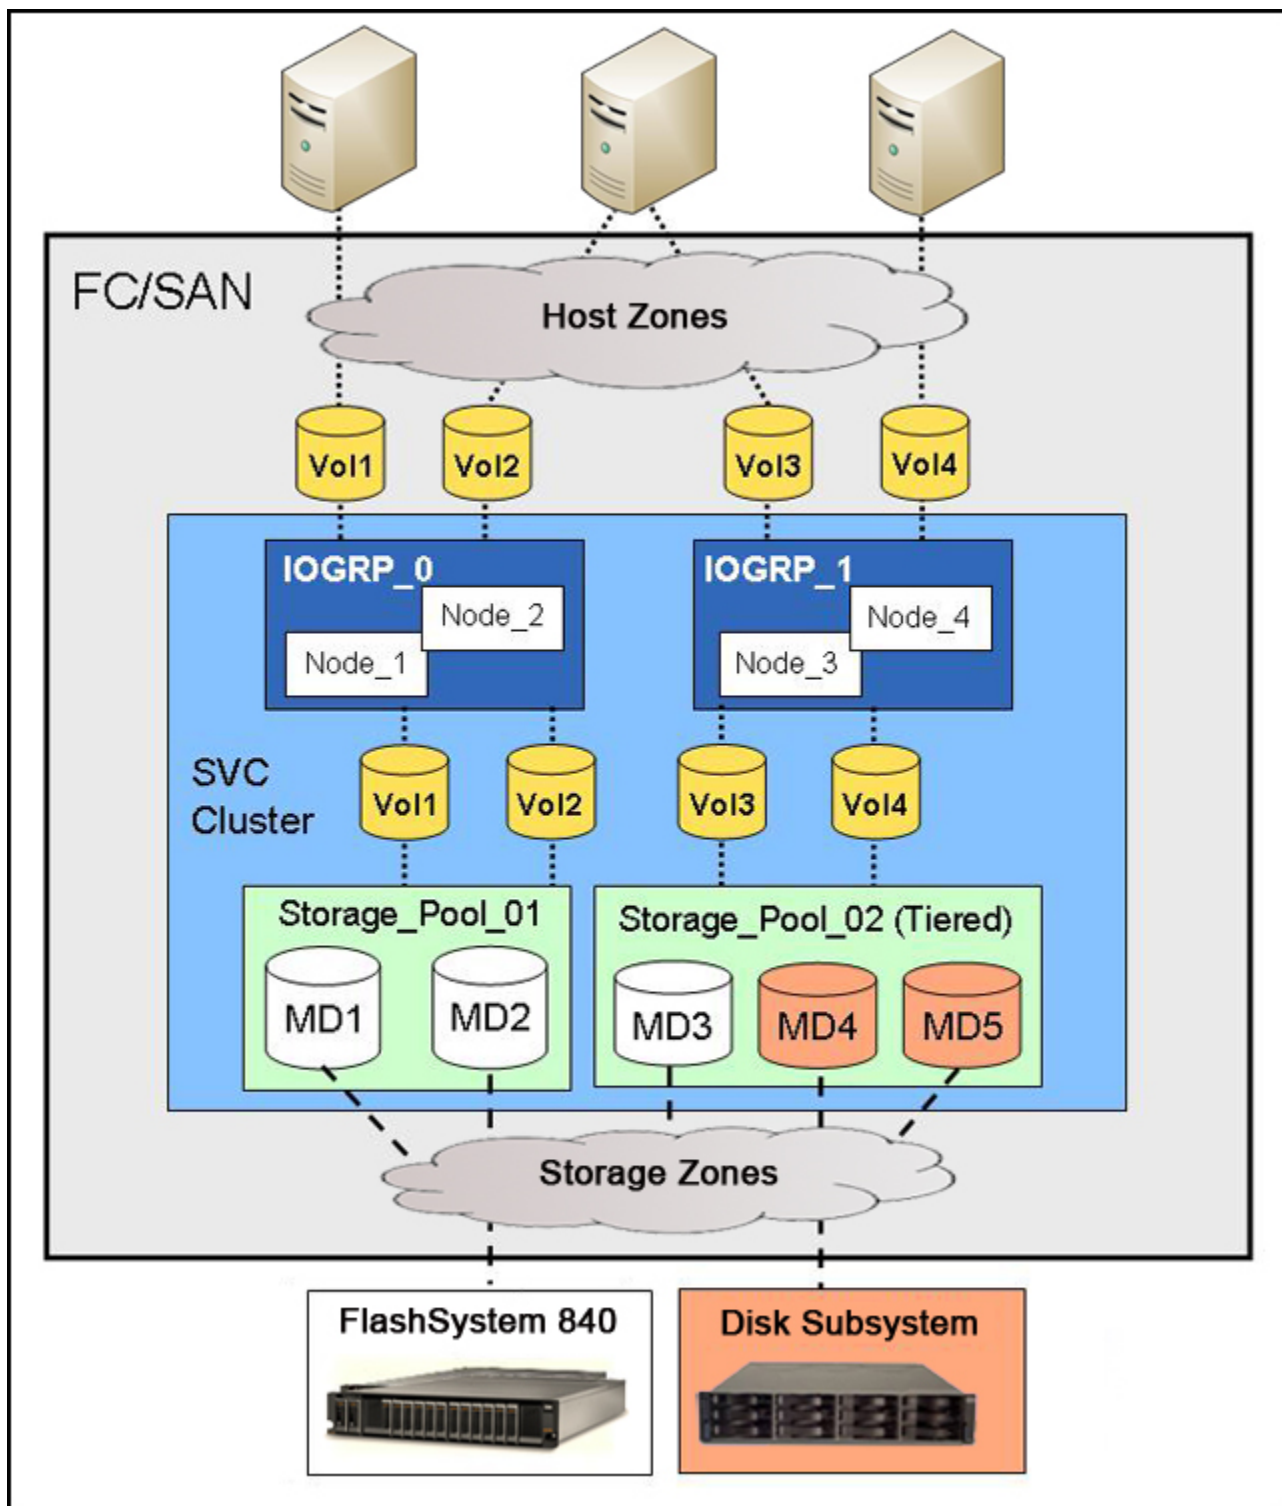 FC/SAN
Host Zones
Vol1
Vol2
Vol3
Vol4
IOGRP_0
Node_2
Node_1
IOGRP_1
Node_4
Node_3
SVC
Cluster
Vol1
Vol2
Vol3
Vol4
Storage_Pool_01
MD1
MD2
Storage_Pool_02 (Tiered)
MD3
MD4
MD5
Storage Zones
FlashSystem 840
Disk Subsystem